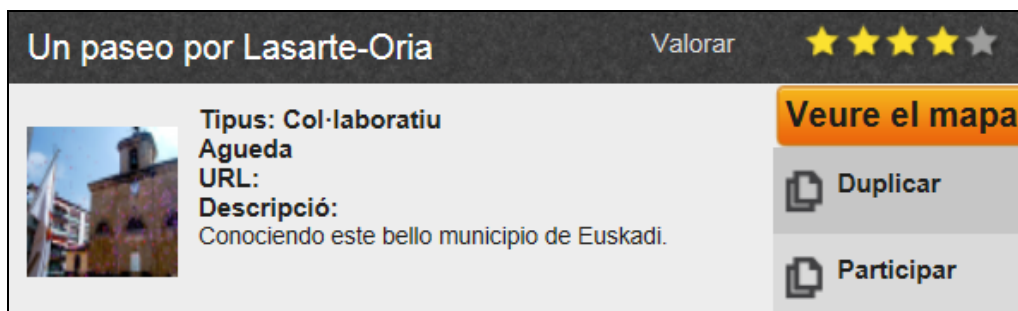 Un paseo por Lasarte-Oria
Valorar
Tipus: Col·laboratiu
Agueda
URL:
Descripció:
Conociendo este bello municipio de Euskadi.
Veure el mapa
Duplicar
Participar